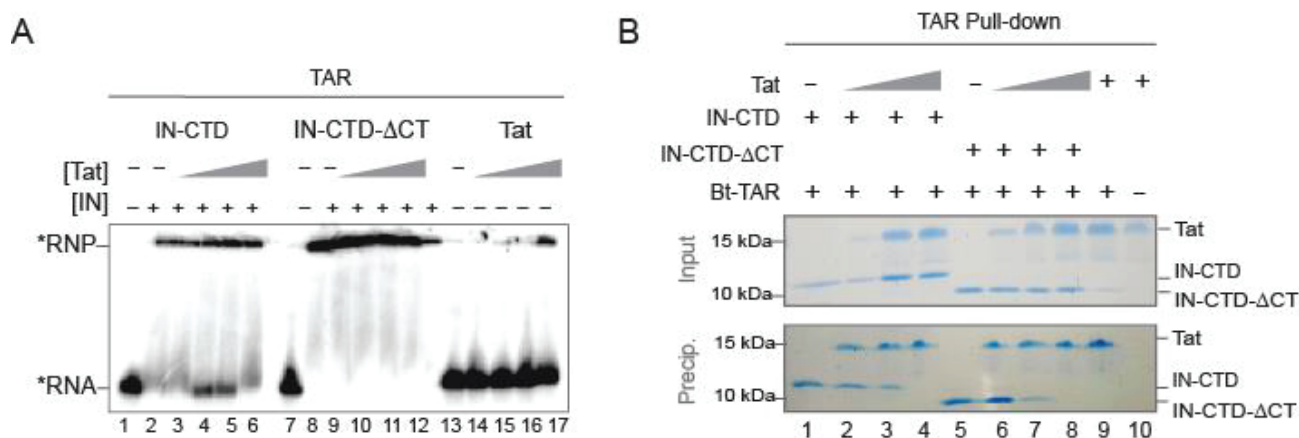 A
TAR
IN-CTD IN-CTD-ΔCT Tat
[Tat] – – – – – –
[IN] + + + + + + + + + + – – – – –
*RNP
*RNA
1 2 3 4 5 6 7 8 9 10 11 12 13 14 15 16 17
B
TAR Pull-down
Tat – – + +
IN-CTD + + + +
IN-CTD-ΔCT + + + +
Bt-TAR + + + + + + + + + –
Input
15 kDa
10 kDa
Tat
IN-CTD
IN-CTD-ΔCT
Precip.
15 kDa
10 kDa
Tat
IN-CTD
IN-CTD-ΔCT
1 2 3 4 5 6 7 8 9 10